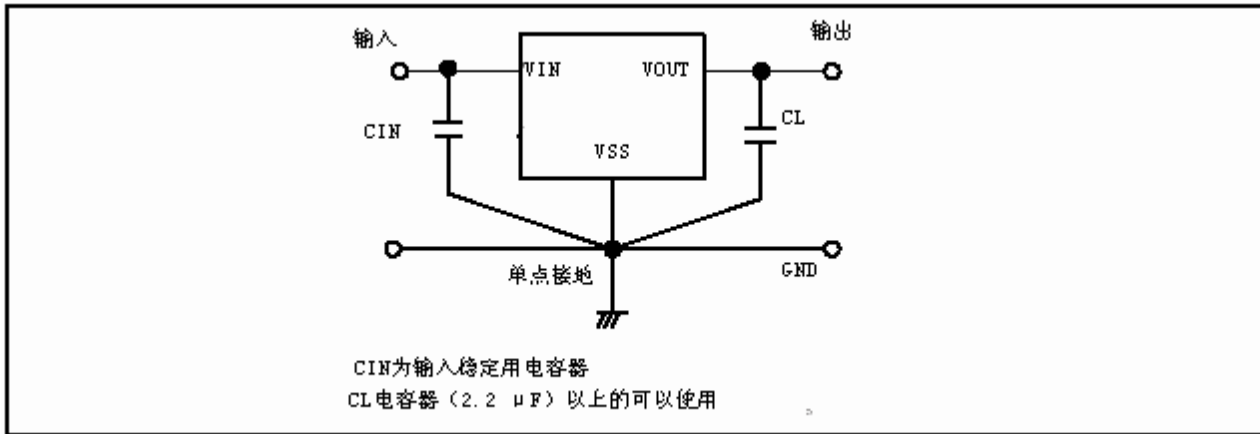 输入
输出
VIN
VOUT
CIN
CL
VSS
单点接地
GND
CIN为输入稳定用电容器
CL电容器（2.2 μF）以上的可以使用